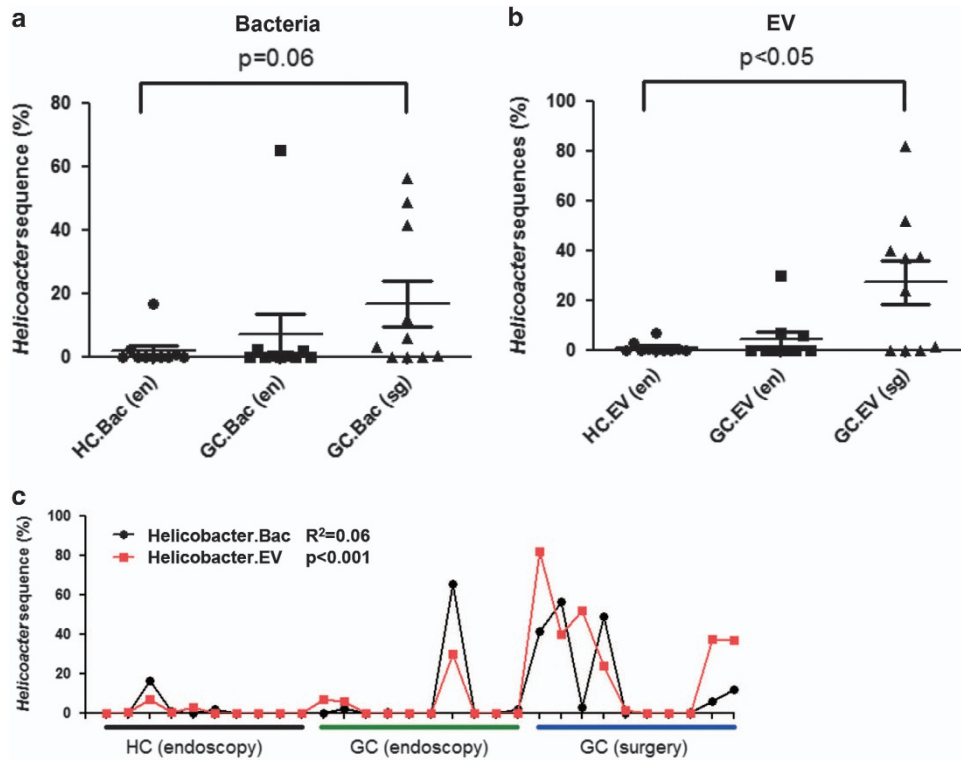 a
Bacteria
p=0.06
Helicoacter sequence (%)
80
60
40
20
0
HC.Bac (en)
GC.Bac (en)
GC.Bac (sg)
b
EV
p<0.05
Helicoacter sequences (%)
100
80
60
40
20
0
HC.EV (en)
GC.EV (en)
GC.EV (sg)
c
Helicoacter sequence (%)
100
80
60
40
20
0
Helicobacter.Bac R²=0.06
Helicobacter.EV p<0.001
HC (endoscopy)
GC (endoscopy)
GC (surgery)